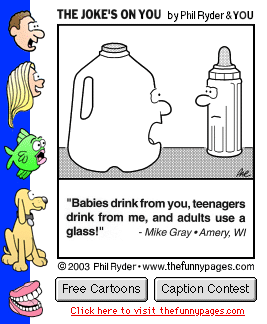 THE JOKE'S ON YOU by Phil Ryder & YOU
"Babies drink from you, teenagers
drink from me, and adults use a
glass!" - Mike Gray • Amery, WI
© 2003 Phil Ryder • www.thefunnypages.com
Free Cartoons Caption Contest
Click here to visit thefunnypages.com